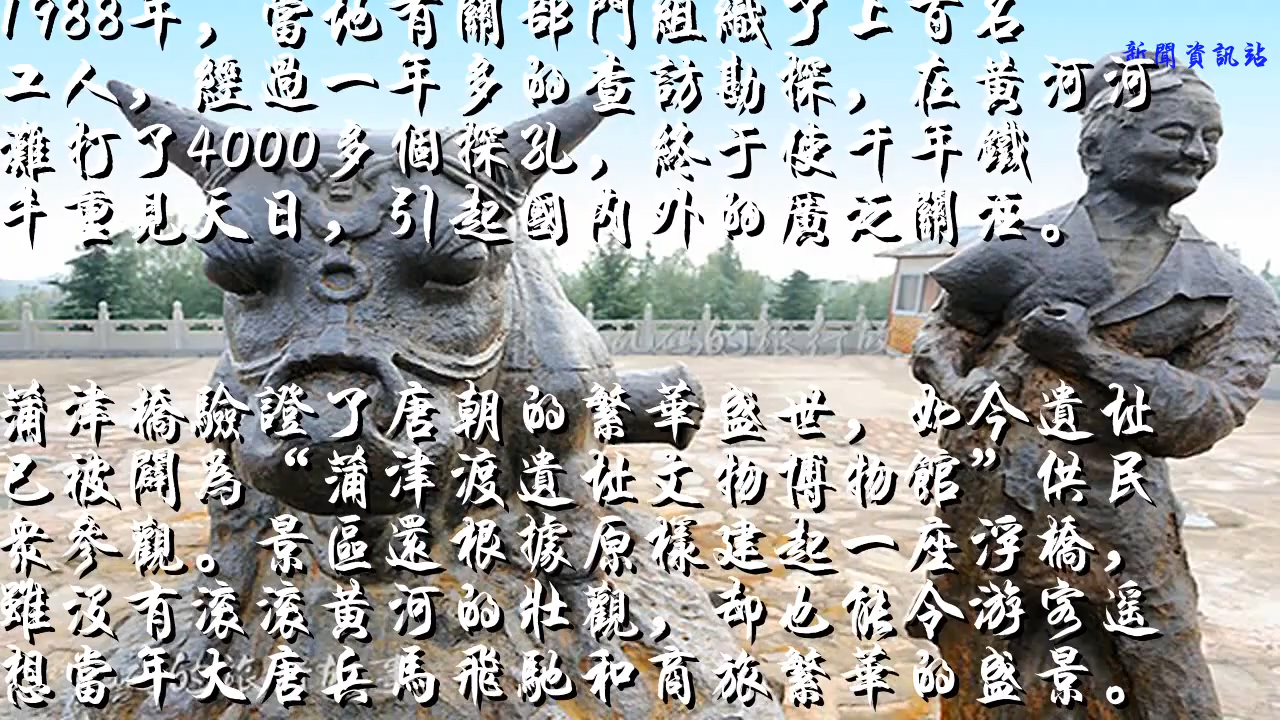 1988年，當地有關部門組織了上百名
新聞資訊站
工人，經過一年多的查訪勘探，在黃河河
灘打了4000多個探孔，終于使千年鐵
牛重見天日，引起國內外的廣泛關注。
蒲津橋驗證了唐朝的繁華盛世，如今遺址
已被闢為“蒲津渡遺址文物博物館”供民
眾參觀。景區還根據原樣建起一座浮橋，
雖沒有滾滾黃河的壯觀，却也能令游客遥
想當年大唐兵馬飛馳和商旅繁華的盛景。